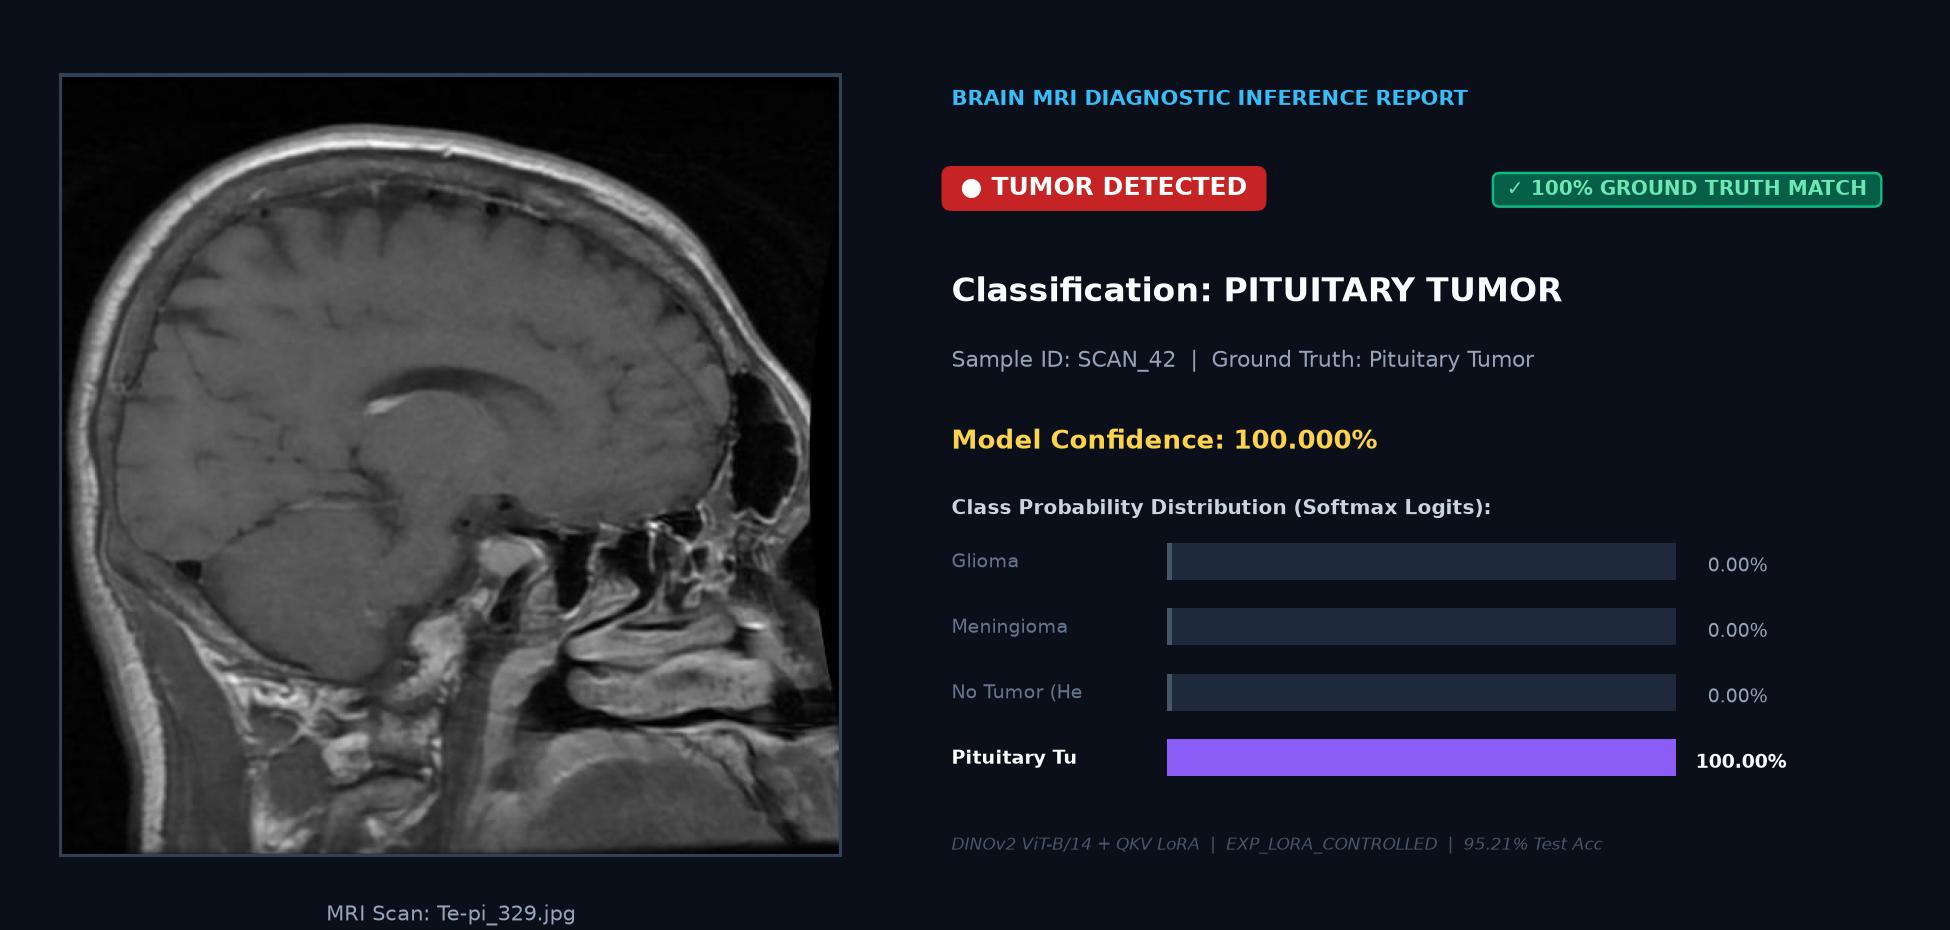 BRAIN MRI DIAGNOSTIC INFERENCE REPORT
● TUMOR DETECTED
✓ 100% GROUND TRUTH MATCH
Classification: PITUITARY TUMOR
Sample ID: SCAN_42 | Ground Truth: Pituitary Tumor
Model Confidence: 100.000%
Class Probability Distribution (Softmax Logits):
Glioma 0.00%
Meningioma 0.00%
No Tumor (He 0.00%
Pituitary Tu 100.00%
DINOv2 ViT-B/14 + QKV LoRA | EXP_LORA_CONTROLLED | 95.21% Test Acc
MRI Scan: Te-pi_329.jpg